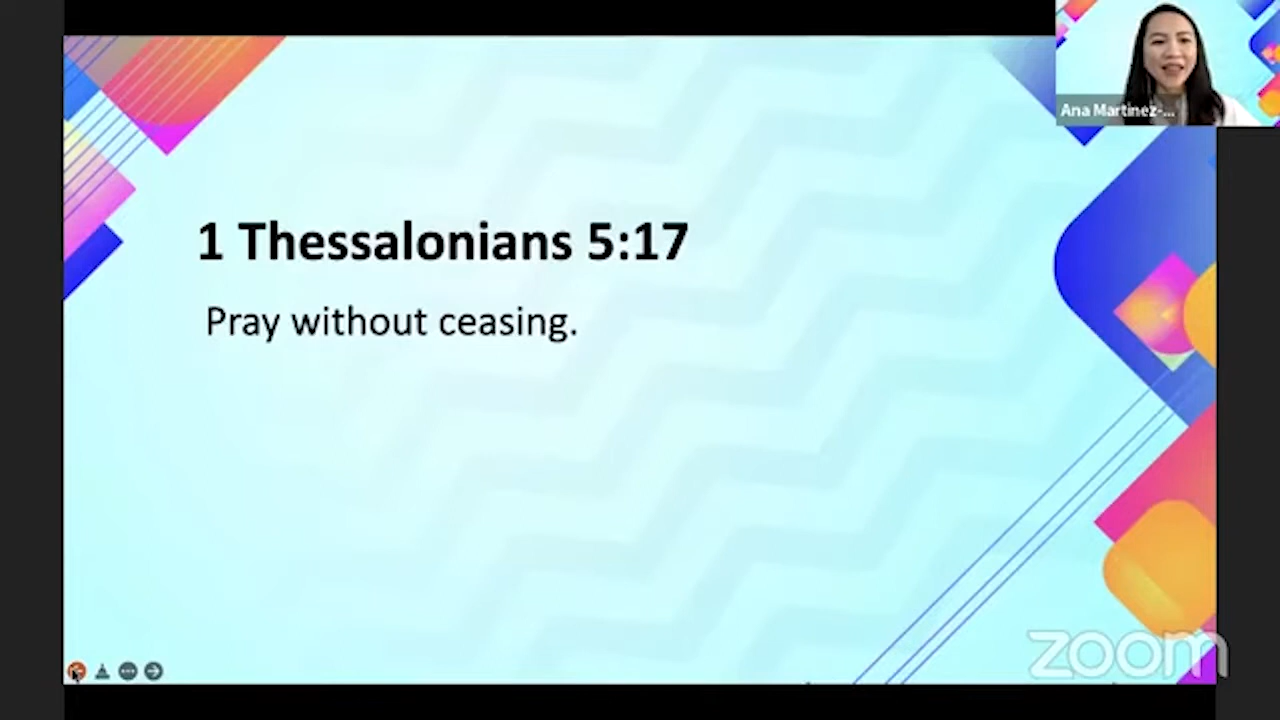 Ana Martinez-...
1 Thessalonians 5:17
Pray without ceasing.
zoom